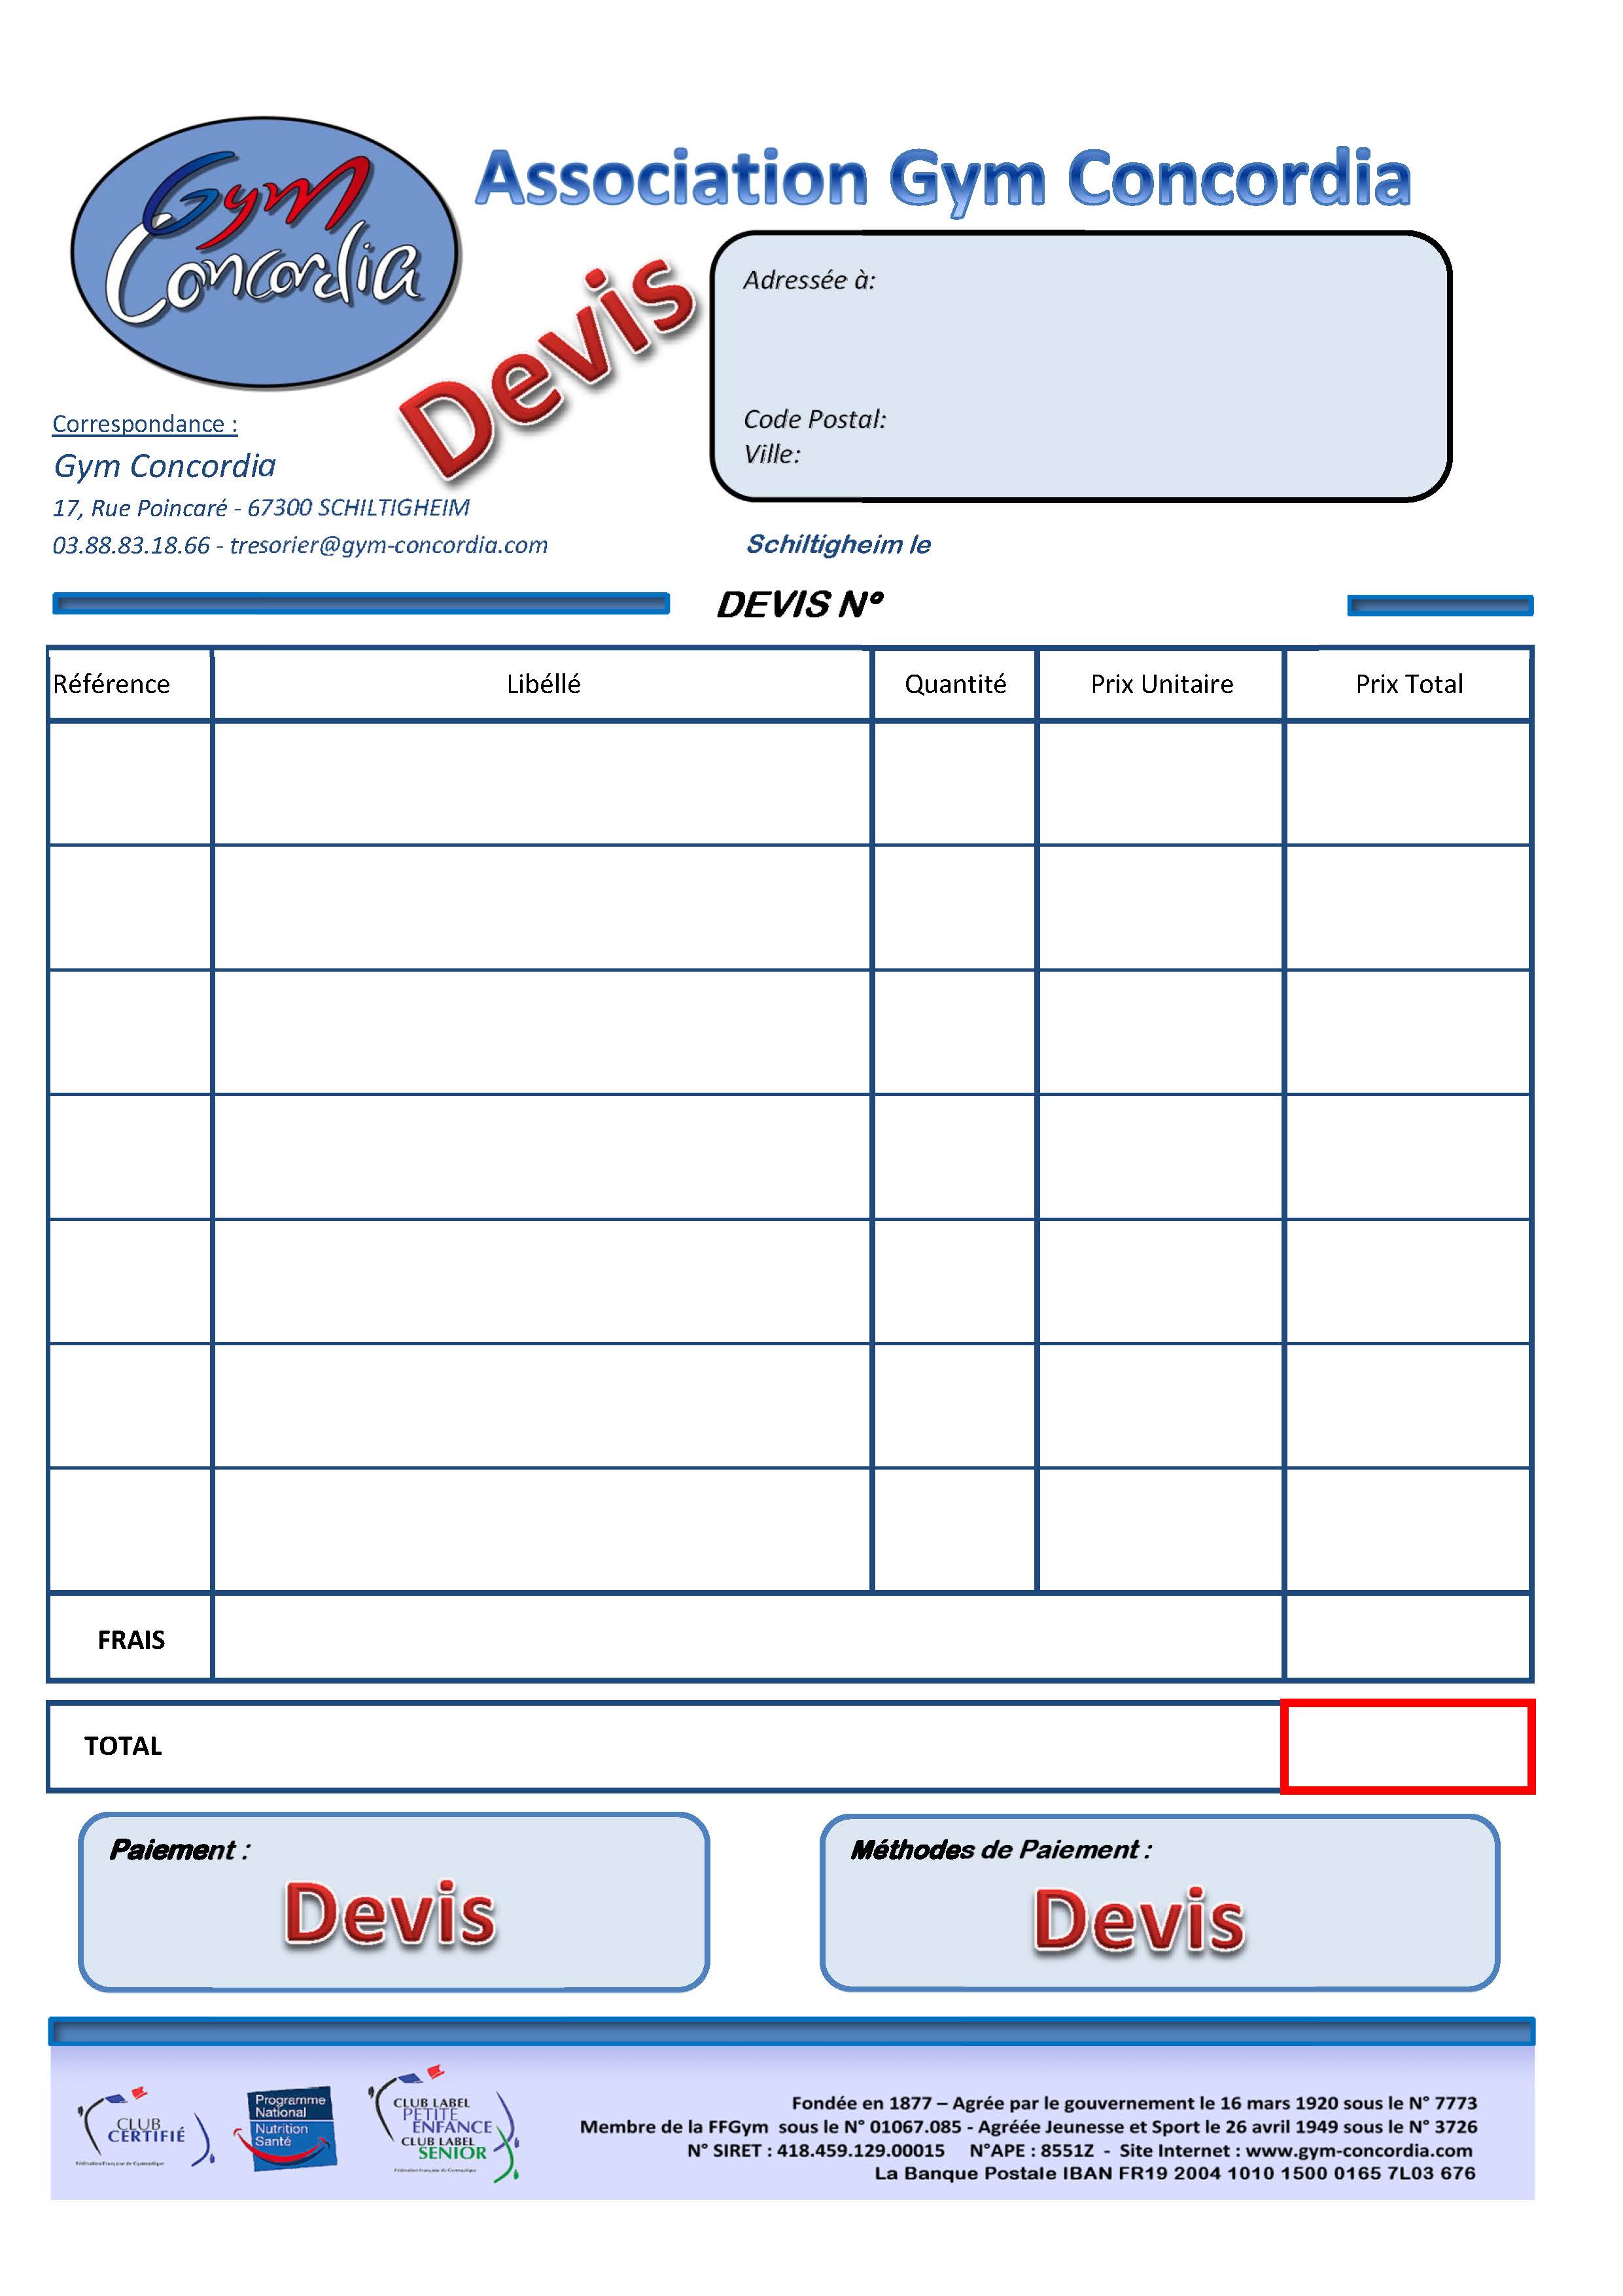 Gym
Concordia
Association Gym Concordia
Devis
Adressée à:
Code Postal:
Ville:
Correspondance :
Gym Concordia
17, Rue Poincaré - 67300 SCHILTIGHEIM
03.88.83.18.66 - tresorier@gym-concordia.com
Schiltigheim le
DEVIS N°
Référence Libéllé Quantité Prix Unitaire Prix Total
FRAIS
TOTAL
Paiement :
Devis
Méthodes de Paiement :
Devis
CLUB
CERTIFIÉ
Fédération Française de Gymnastique
Programme
National
Nutrition
Santé
CLUB LABEL
PETITE
ENFANCE
CLUB LABEL
SENIOR
Fédération Française de Gymnastique
Fondée en 1877 – Agrée par le gouvernement le 16 mars 1920 sous le N° 7773
Membre de la FFGym sous le N° 01067.085 - Agréée Jeunesse et Sport le 26 avril 1949 sous le N° 3726
N° SIRET : 418.459.129.00015 N°APE : 8551Z - Site Internet : www.gym-concordia.com
La Banque Postale IBAN FR19 2004 1010 1500 0165 7L03 676